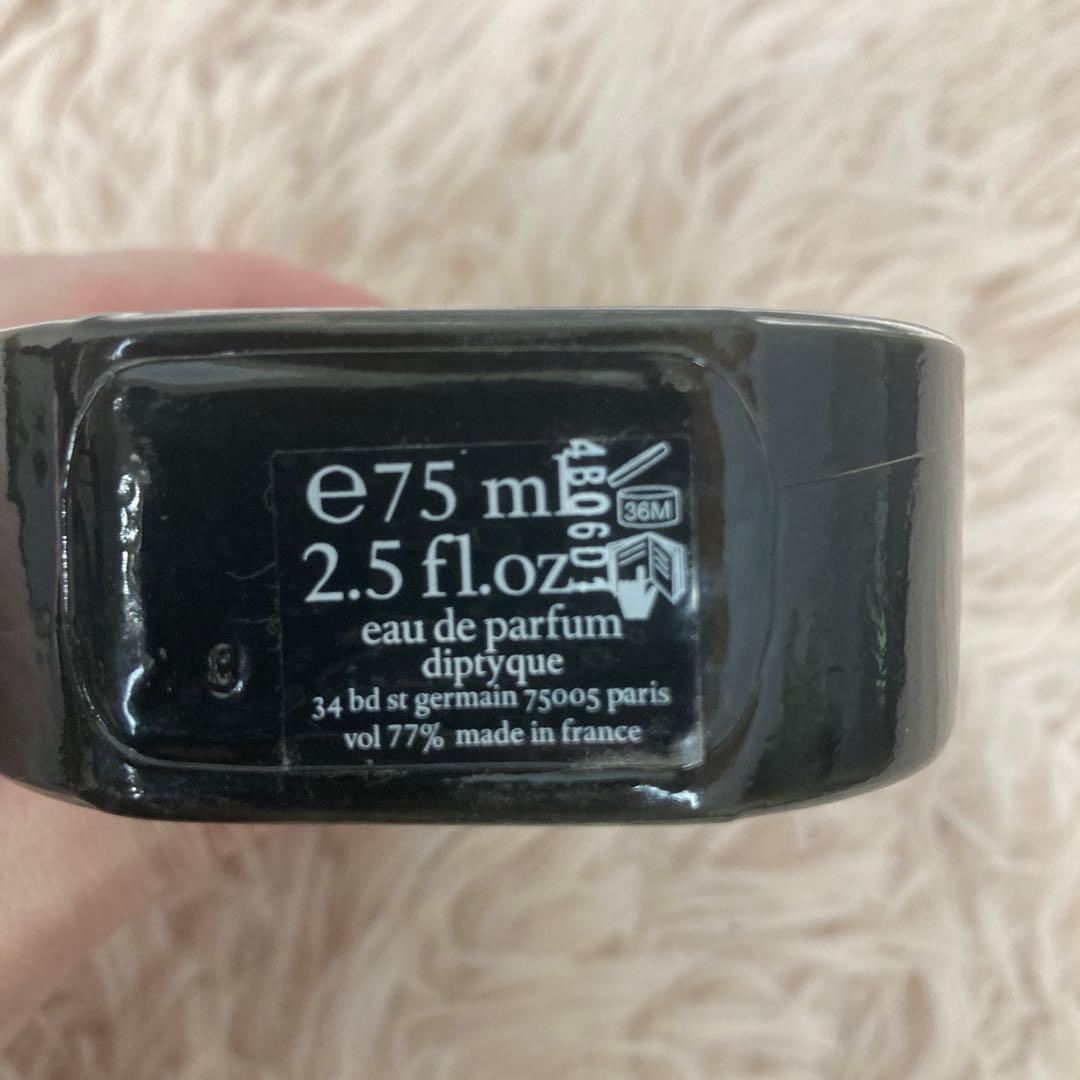 ℮75 ml
2.5 fl.oz
eau de parfum
diptyque
34 bd st germain 75005 paris
vol 77% made in france
36M